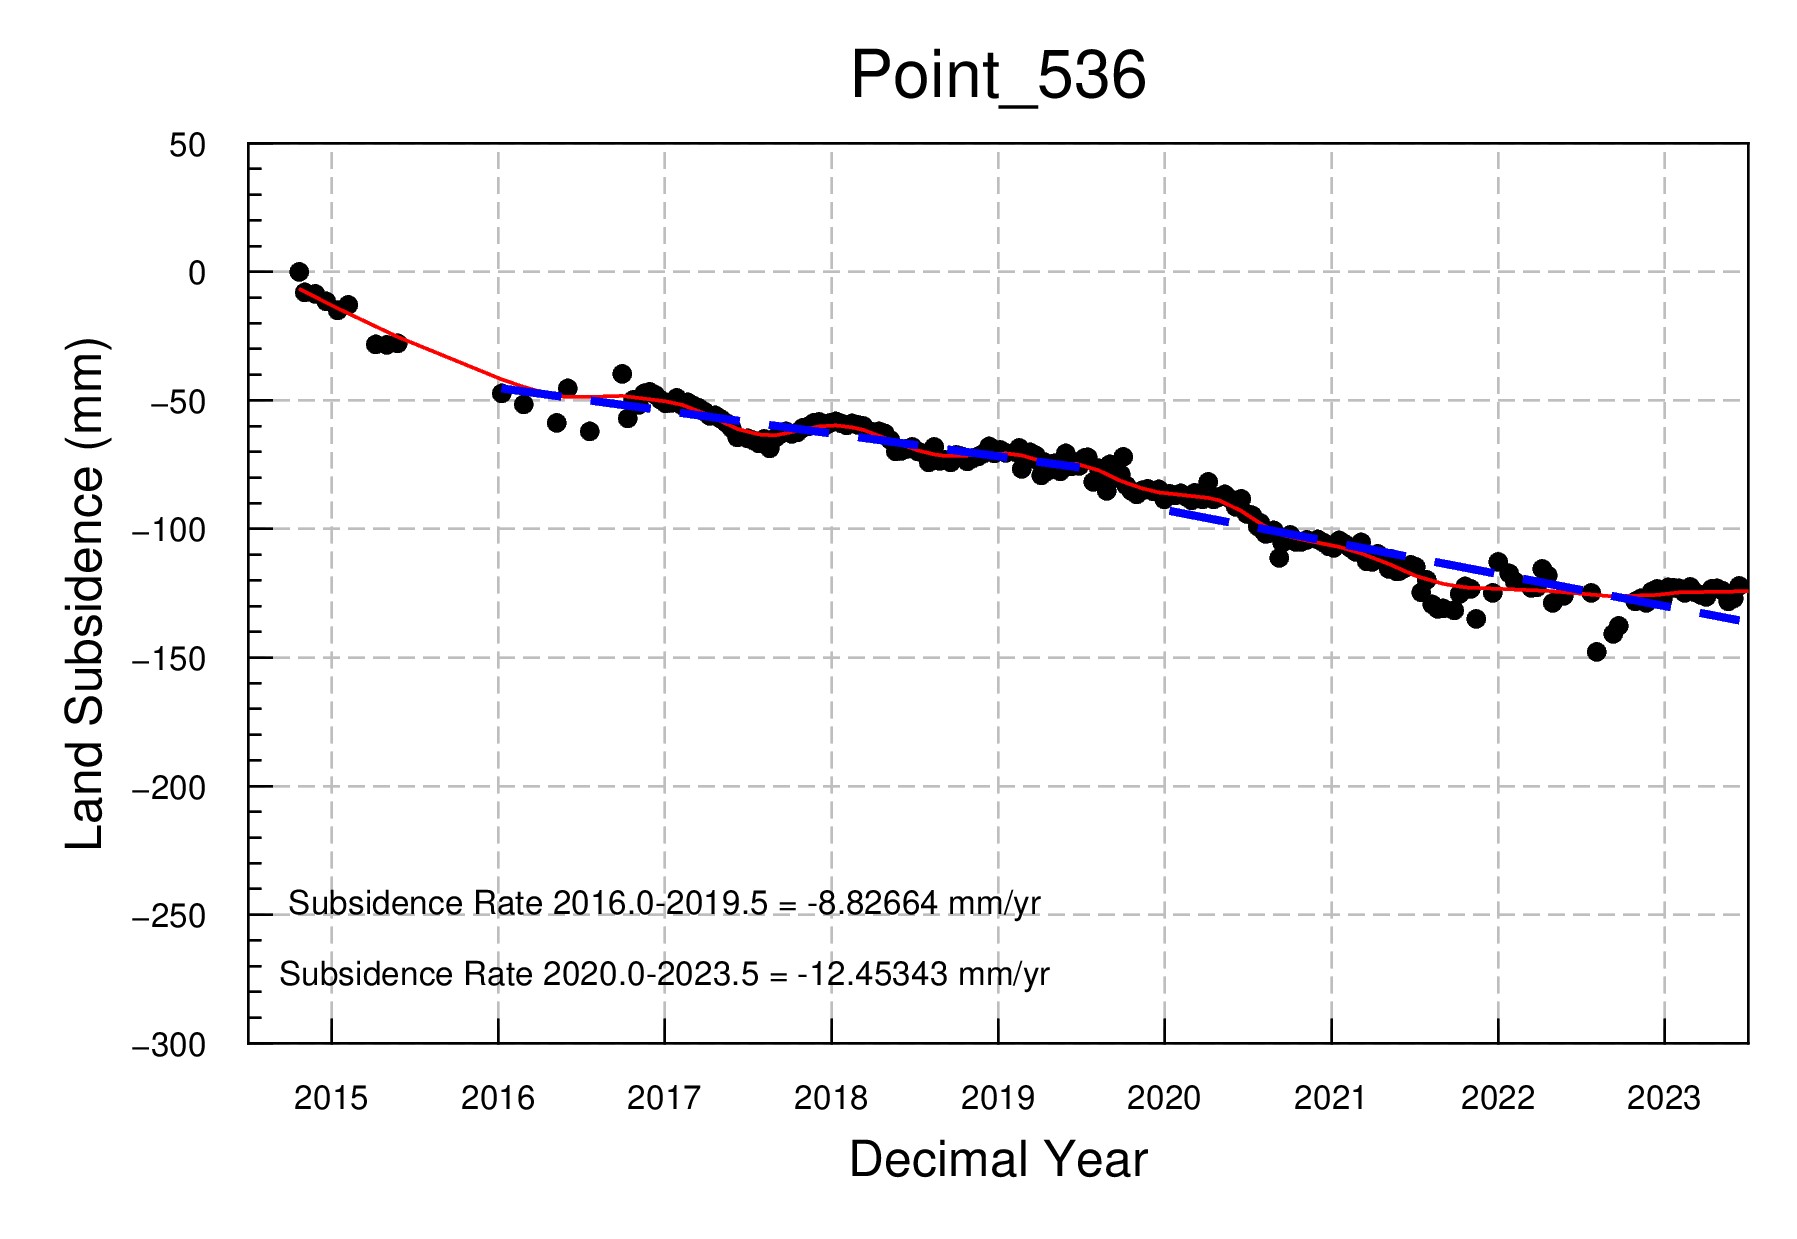 Point_536
50
0
−50
−100
−150
−200
−250
−300
Land Subsidence (mm)
Subsidence Rate 2016.0-2019.5 = -8.82664 mm/yr
Subsidence Rate 2020.0-2023.5 = -12.45343 mm/yr
2015 2016 2017 2018 2019 2020 2021 2022 2023
Decimal Year